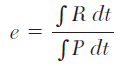 e = ∫ R dt / ∫ P dt